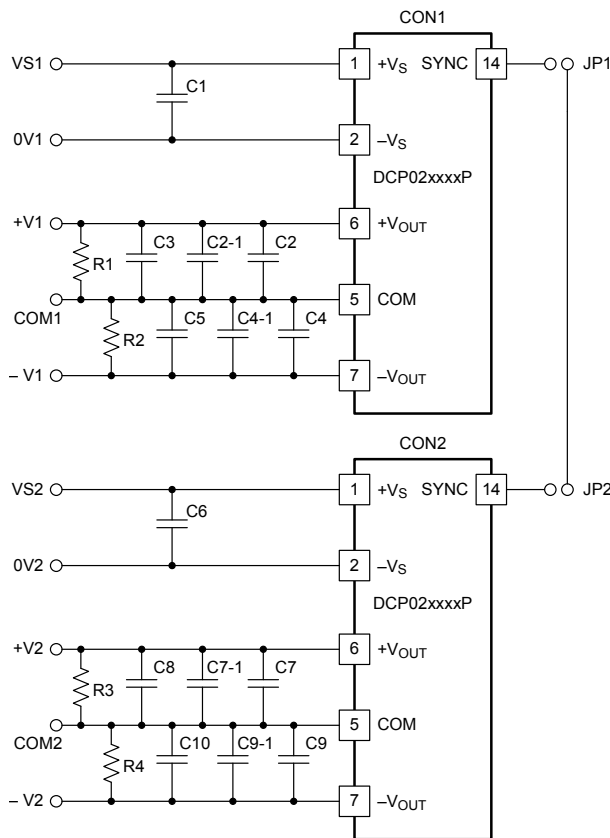 CON1
VS1
1
+VS
SYNC
14
JP1
C1
0V1
2
–VS
DCP02xxxxP
+V1
6
+VOUT
R1
C3
C2-1
C2
COM1
5
COM
R2
C5
C4-1
C4
– V1
7
–VOUT
CON2
VS2
1
+VS
SYNC
14
JP2
C6
0V2
2
–VS
DCP02xxxxP
+V2
6
+VOUT
R3
C8
C7-1
C7
COM2
5
COM
R4
C10
C9-1
C9
– V2
7
–VOUT